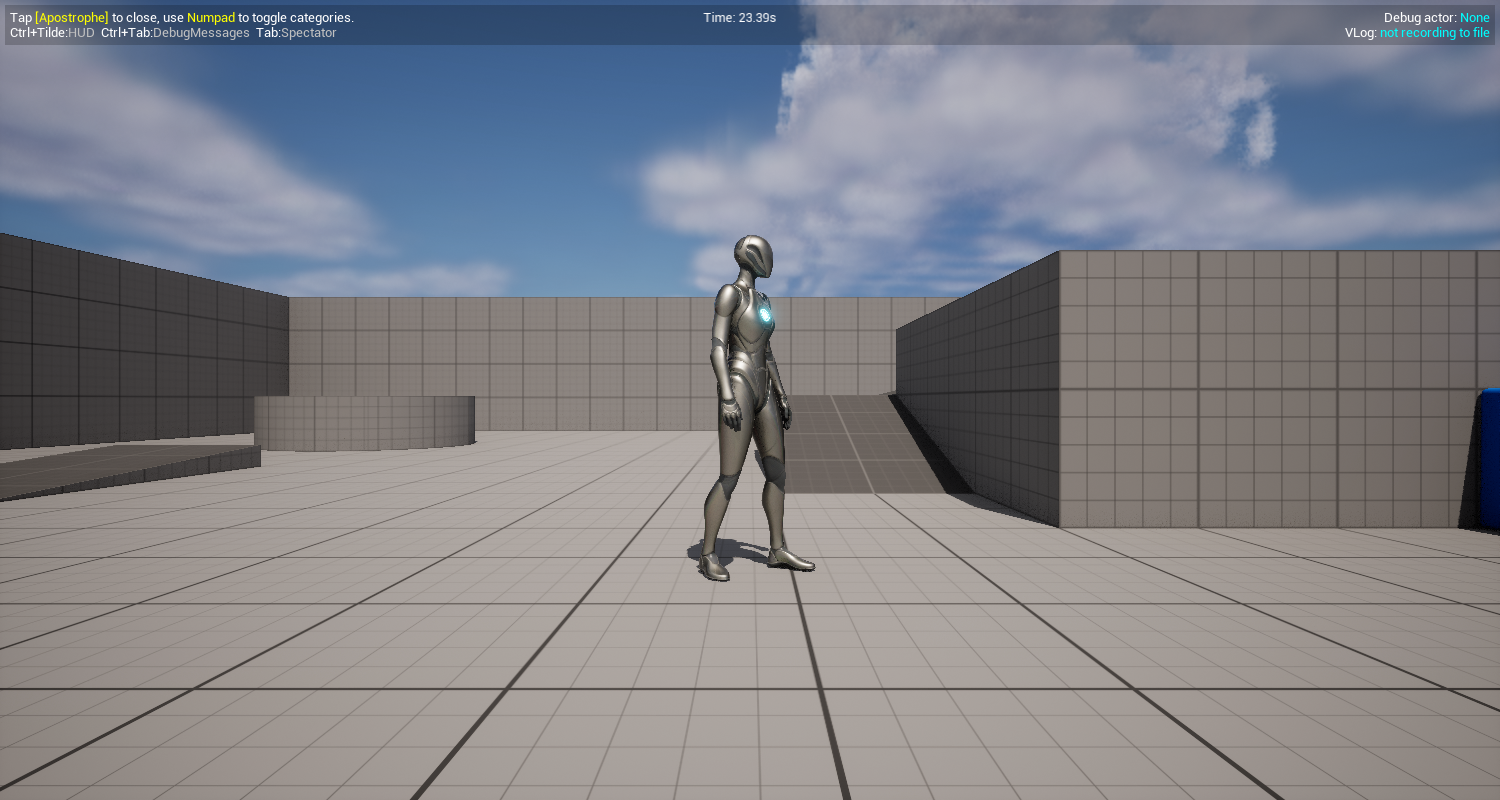 Tap [Apostrophe] to close, use Numpad to toggle categories.
Ctrl+Tilde:HUD Ctrl+Tab:DebugMessages Tab:Spectator
Time: 23.39s
Debug actor: None
VLog: not recording to file